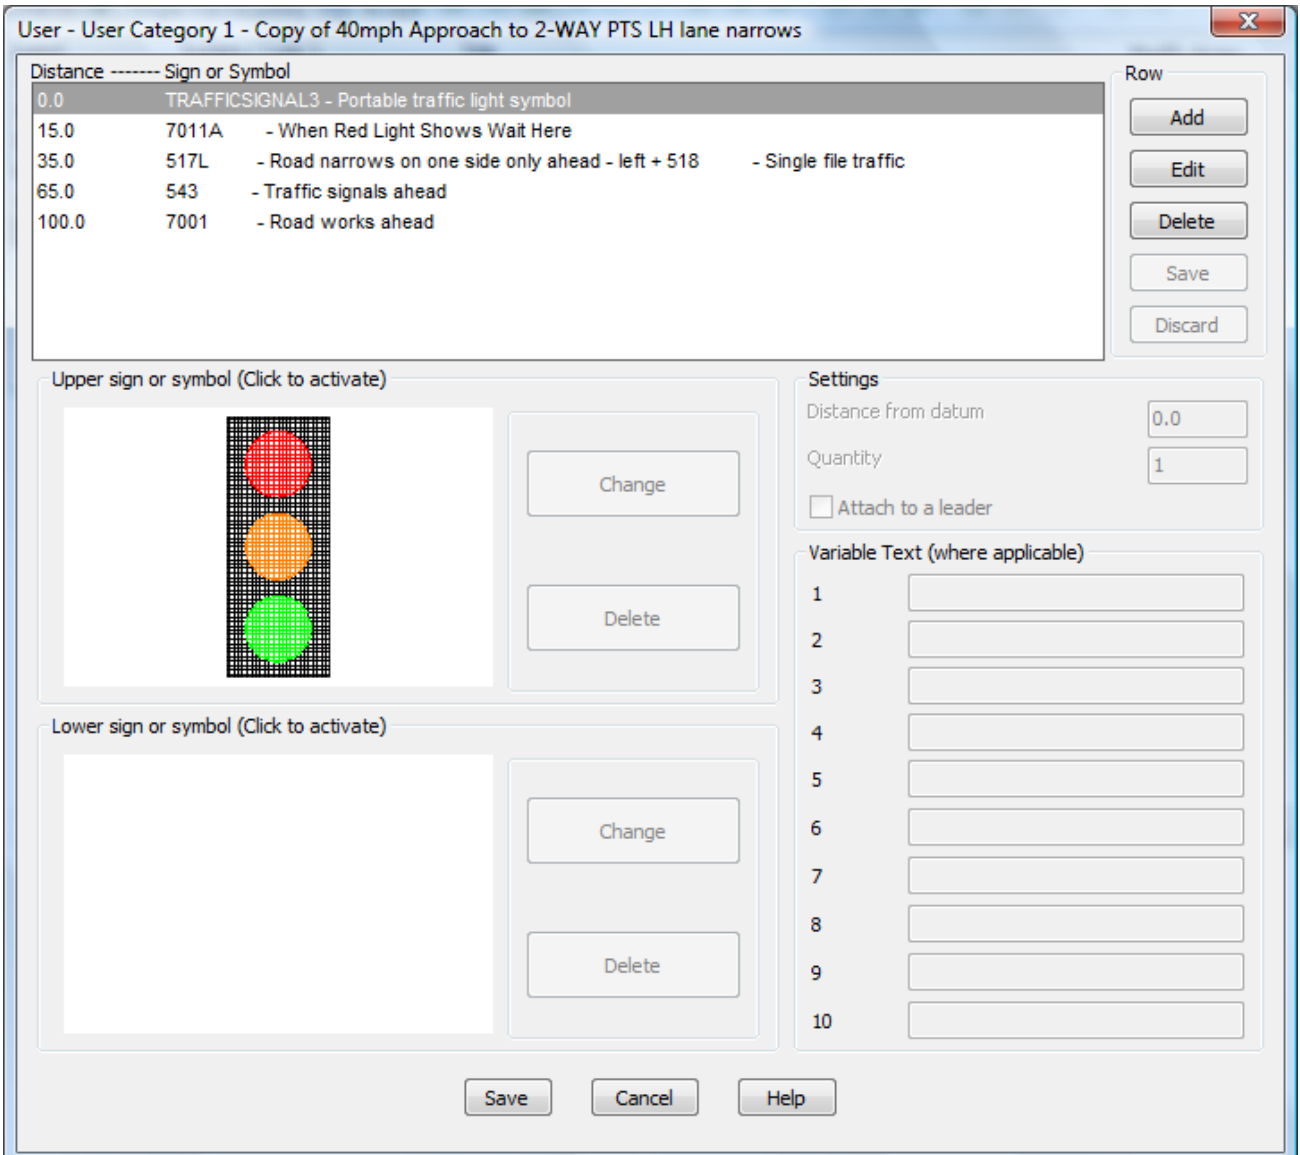 User - User Category 1 - Copy of 40mph Approach to 2-WAY PTS LH lane narrows
X
Distance ------- Sign or Symbol
0.0 TRAFFICSIGNAL3 - Portable traffic light symbol
15.0 7011A - When Red Light Shows Wait Here
35.0 517L - Road narrows on one side only ahead - left + 518 - Single file traffic
65.0 543 - Traffic signals ahead
100.0 7001 - Road works ahead
Row
Add
Edit
Delete
Save
Discard
Upper sign or symbol (Click to activate)
Change
Delete
Settings
Distance from datum 0.0
Quantity 1
Attach to a leader
Lower sign or symbol (Click to activate)
Change
Delete
Variable Text (where applicable)
1
2
3
4
5
6
7
8
9
10
Save Cancel Help